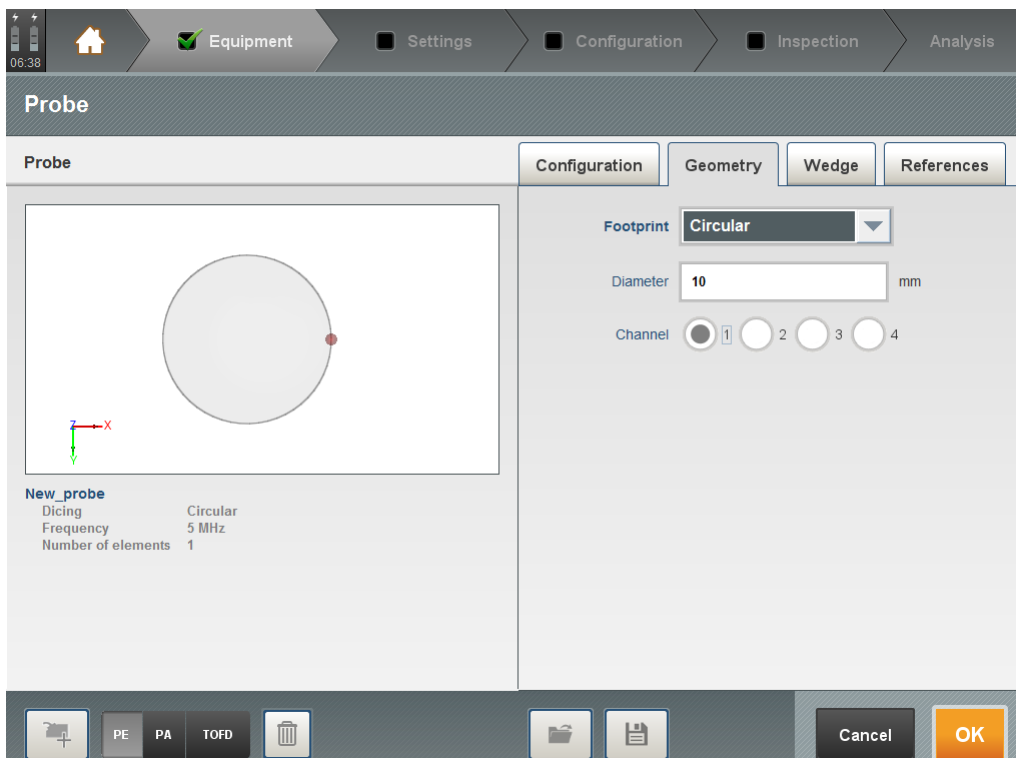 06:38
Equipment
Settings
Configuration
Inspection
Analysis
Probe
Probe
Configuration
Geometry
Wedge
References
Footprint Circular
Diameter 10 mm
Channel 1 2 3 4
Z X
Y
New_probe
Dicing Circular
Frequency 5 MHz
Number of elements 1
PE PA TOFD
Cancel OK